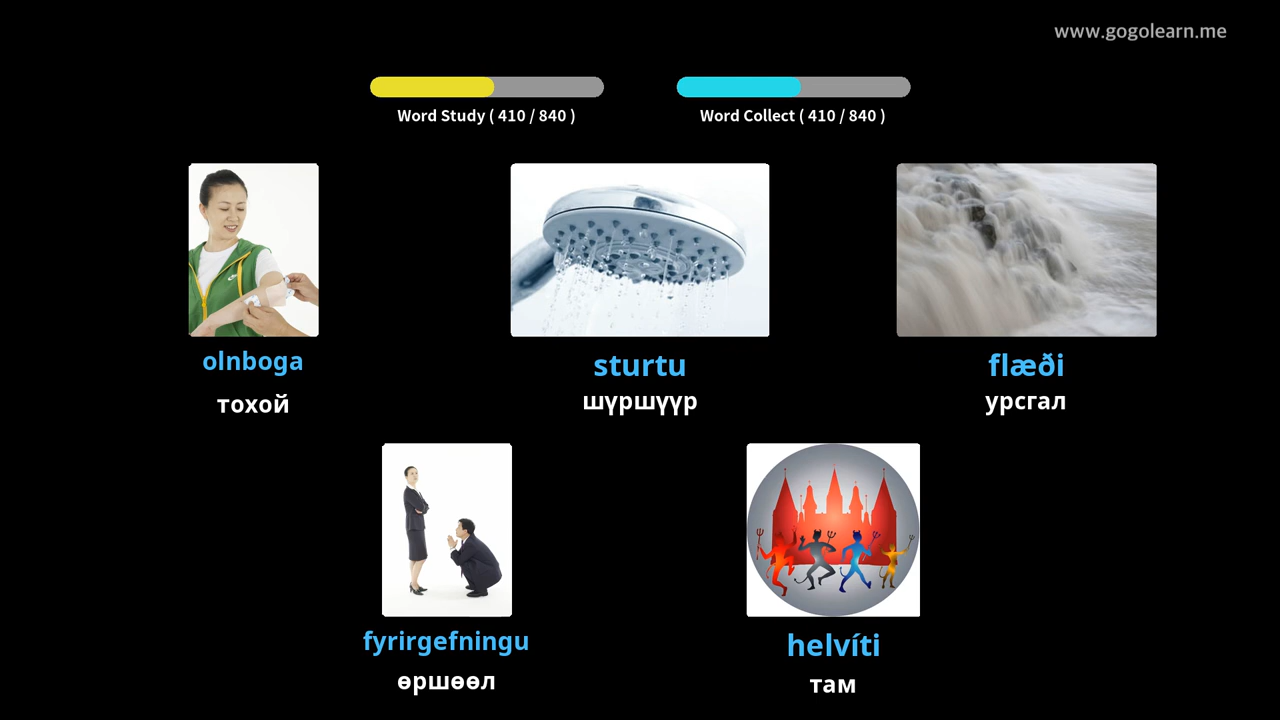 www.gogolearn.me
Word Study ( 410 / 840 )
Word Collect ( 410 / 840 )
olnboga
тохой
sturtu
шүршүүр
flæði
урсгал
fyrirgefningu
өршөөл
helvíti
там